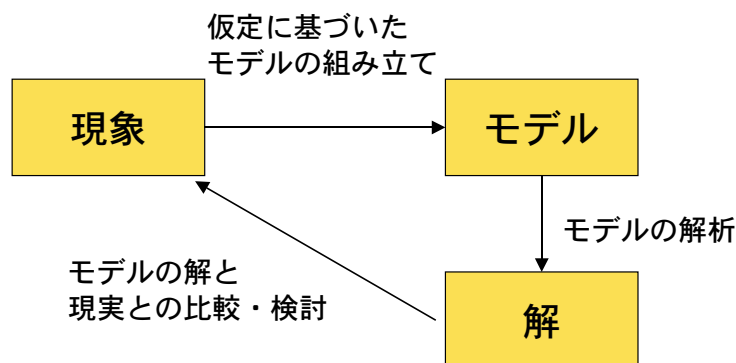 仮定に基づいた
モデルの組み立て
現象
モデル
モデルの解析
モデルの解と
現実との比較・検討
解